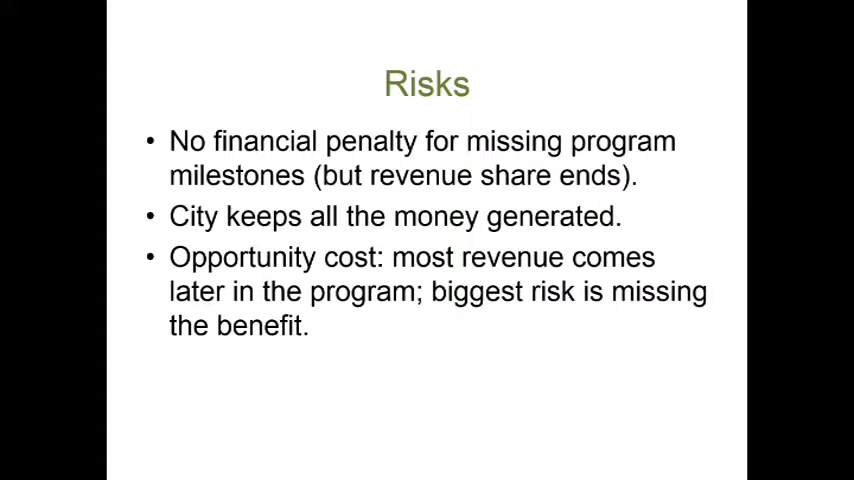 Risks
• No financial penalty for missing program
milestones (but revenue share ends).
• City keeps all the money generated.
• Opportunity cost: most revenue comes
later in the program; biggest risk is missing
the benefit.